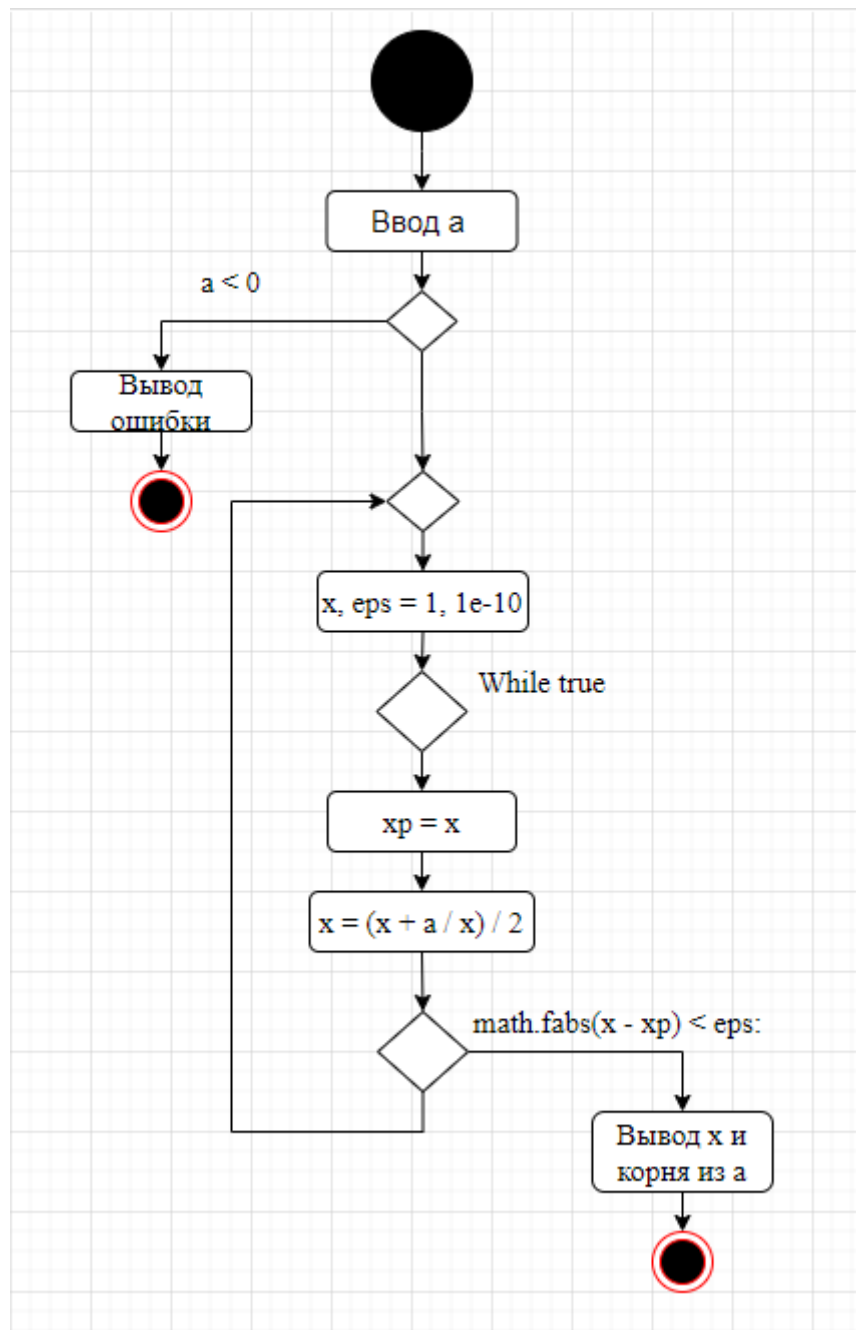 Ввод a
a < 0
Вывод
ошибки
x, eps = 1, 1e-10
While true
xp = x
x = (x + a / x) / 2
math.fabs(x - xp) < eps:
Вывод x и
корня из a